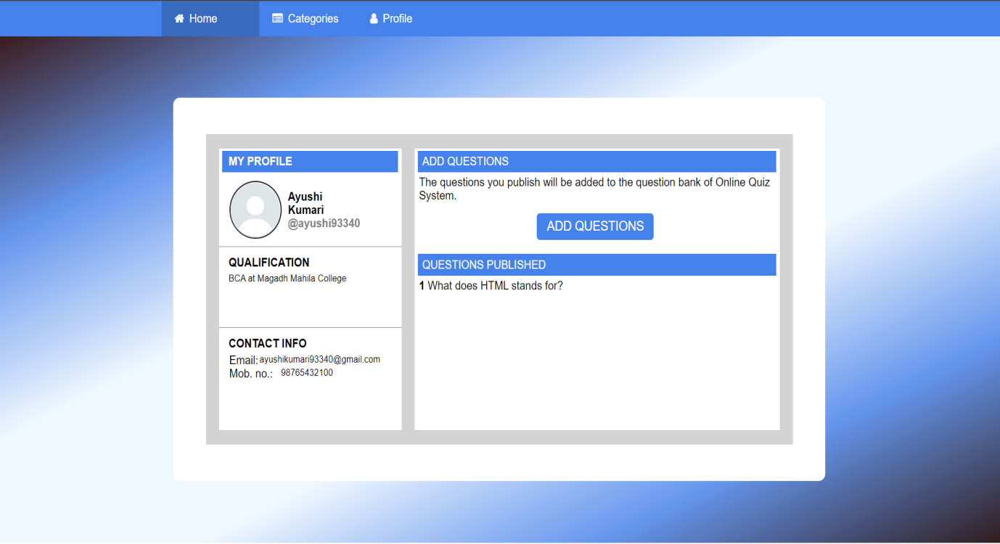 Home Categories Profile
MY PROFILE
Ayushi
Kumari
@ayushi93340
QUALIFICATION
BCA at Magadh Mahila College
CONTACT INFO
Email: ayushikumari93340@gmail.com
Mob. no.: 98765432100
ADD QUESTIONS
The questions you publish will be added to the question bank of Online Quiz
System.
ADD QUESTIONS
QUESTIONS PUBLISHED
1 What does HTML stands for?